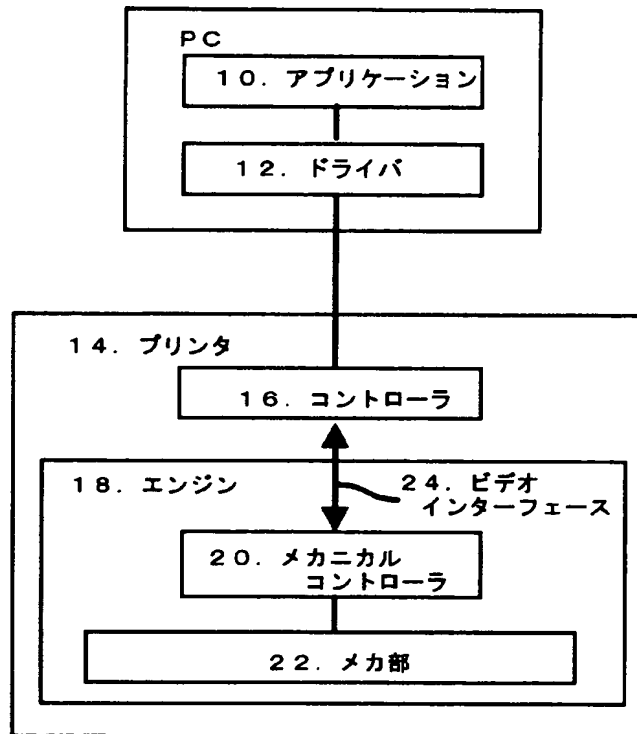 PC
10. アプリケーション
12. ドライバ
14. プリンタ
16. コントローラ
18. エンジン
24. ビデオ
インターフェース
20. メカニカル
コントローラ
22. メカ部